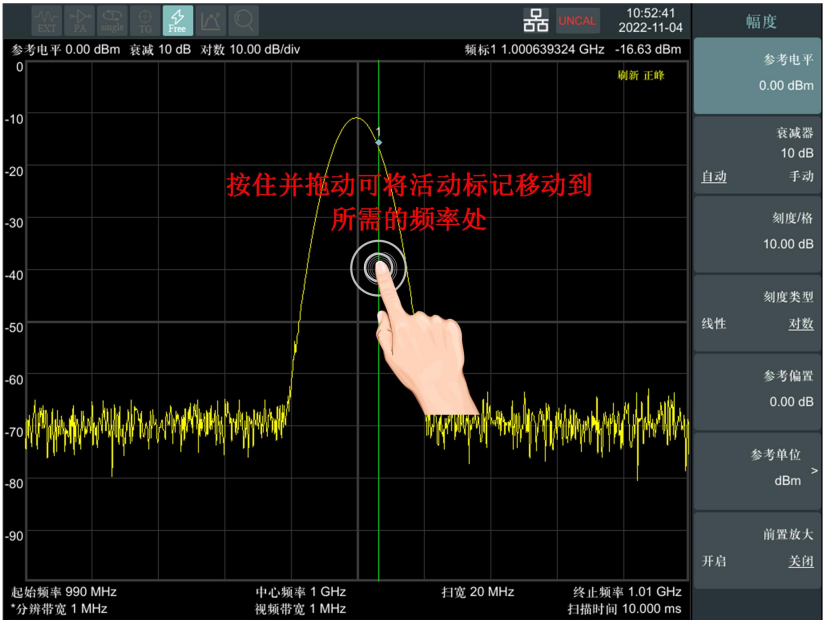 EXT PA single TG Free UNCAL 10:52:41
2022-11-04
幅度
参考电平 0.00 dBm 衰减 10 dB 对数 10.00 dB/div 频标1 1.000639324 GHz -16.63 dBm
刷新 正峰
0
-10
-20
-30
-40
-50
-60
-70
-80
-90
1
按住并拖动可将活动标记移动到
所需的频率处
起始频率 990 MHz 中心频率 1 GHz 扫宽 20 MHz 终止频率 1.01 GHz
*分辨带宽 1 MHz 视频带宽 1 MHz 扫描时间 10.000 ms
参考电平
0.00 dBm
衰减器
10 dB
自动 手动
刻度/格
10.00 dB
刻度类型
线性 对数
参考偏置
0.00 dB
参考单位
dBm >
前置放大
开启 关闭